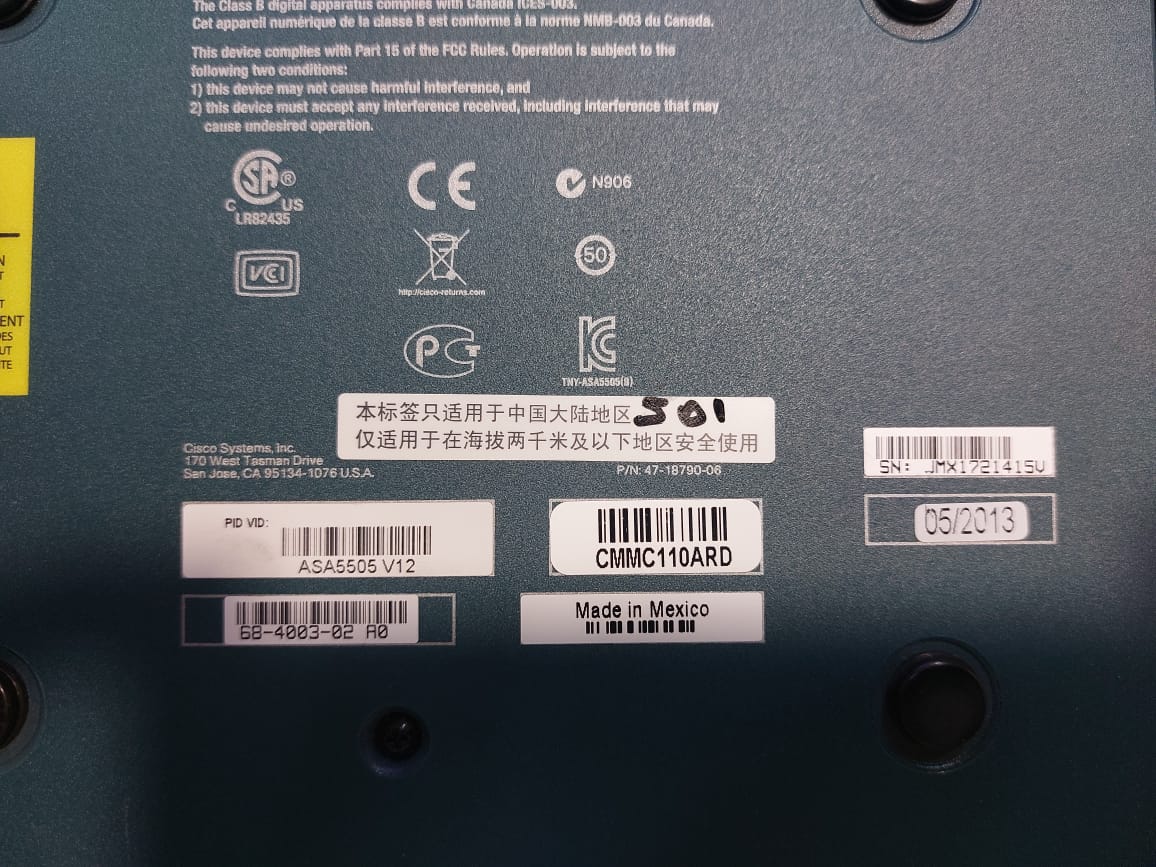 The Class B digital apparatus complies with Canada ICES-003.
Cet appareil numérique de la classe B est conforme à la norme NMB-003 du Canada.
This device complies with Part 15 of the FCC Rules. Operation is subject to the
following two conditions:
1) this device may not cause harmful interference, and
2) this device must accept any interference received, including interference that may
cause undesired operation.
SA ®
C US
LR82435
CE
N906
VCI
http://cisco-returns.com
50
PCT
KC
TNY-ASA5505(B)
ENT
UT
TE
本标签只适用于中国大陆地区 501
仅适用于在海拔两千米及以下地区安全使用
Cisco Systems, Inc.
170 West Tasman Drive
San Jose, CA 95134-1076 U.S.A.
P/N: 47-18790-06
SN: JMX1721415V
05/2013
PID VID:
ASA5505 V12
CMMC110ARD
68-4003-02 A0
Made in Mexico